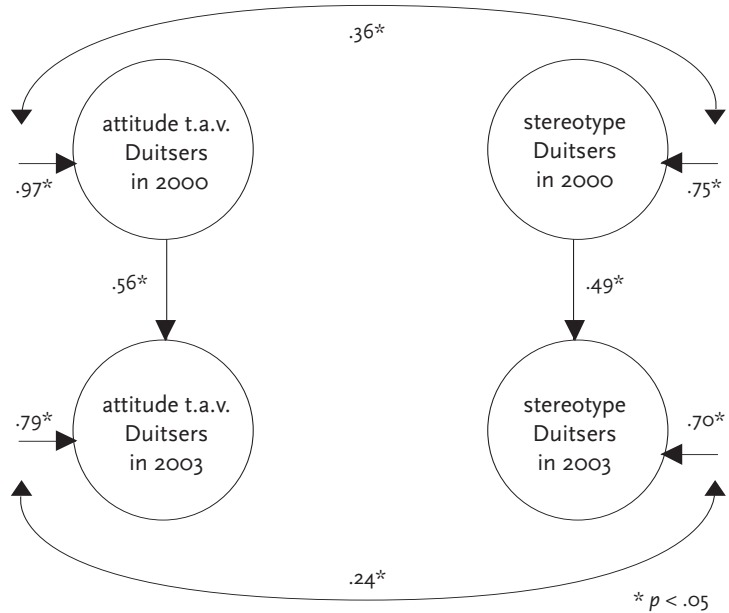 .36*
attitude t.a.v.
Duitsers
in 2000
stereotype
Duitsers
in 2000
.97*
.75*
.56*
.49*
attitude t.a.v.
Duitsers
in 2003
stereotype
Duitsers
in 2003
.79*
.70*
.24*
* p < .05